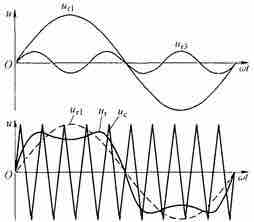 u
u_{r1}
u_{r3}
O
ωt
u
u_{r1} u_r u_c
O
ωt